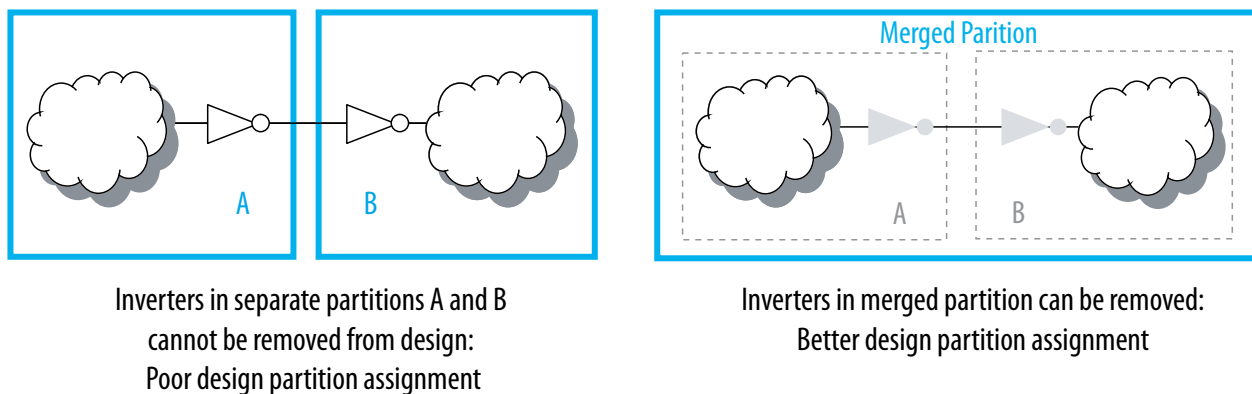 A
B
Inverters in separate partitions A and B
cannot be removed from design:
Poor design partition assignment
Merged Parition
A
B
Inverters in merged partition can be removed:
Better design partition assignment